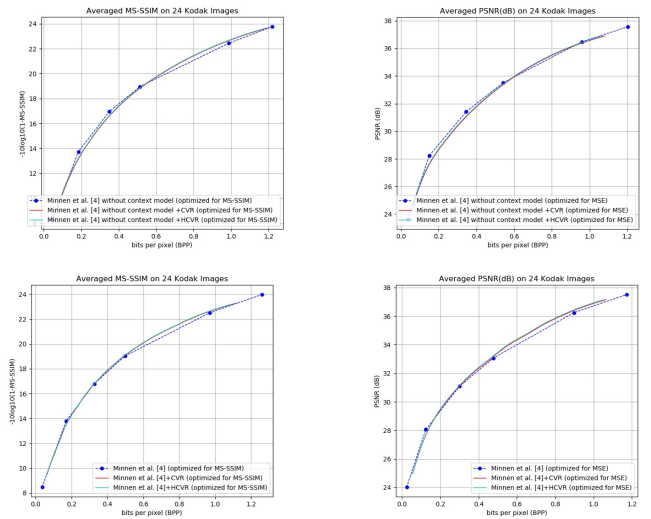 Averaged MS-SSIM on 24 Kodak Images
-10log10(1-MS-SSIM)
24
22
20
18
16
14
12
Minnen et al. [4] without context model (optimized for MS-SSIM)
Minnen et al. [4] without context model +CVR (optimized for MS-SSIM)
Minnen et al. [4] without context model +HCVR (optimized for MS-SSIM)
0.0 0.2 0.4 0.6 0.8 1.0 1.2
bits per pixel (BPP)
Averaged PSNR(dB) on 24 Kodak Images
PSNR (dB)
38
36
34
32
30
28
26
24
Minnen et al. [4] without context model (optimized for MSE)
Minnen et al. [4] without context model +CVR (optimized for MSE)
Minnen et al. [4] without context model +HCVR (optimized for MSE)
0.0 0.2 0.4 0.6 0.8 1.0 1.2
bits per pixel (BPP)
Averaged MS-SSIM on 24 Kodak Images
-10log10(1-MS-SSIM)
24
22
20
18
16
14
12
10
8
Minnen et al. [4] (optimized for MS-SSIM)
Minnen et al. [4]+CVR (optimized for MS-SSIM)
Minnen et al. [4]+HCVR (optimized for MS-SSIM)
0.0 0.2 0.4 0.6 0.8 1.0 1.2
bits per pixel (BPP)
Averaged PSNR(dB) on 24 Kodak Images
PSNR (dB)
38
36
34
32
30
28
26
24
Minnen et al. [4] (optimized for MSE)
Minnen et al. [4]+CVR (optimized for MSE)
Minnen et al. [4]+HCVR (optimized for MSE)
0.0 0.2 0.4 0.6 0.8 1.0 1.2
bits per pixel (BPP)